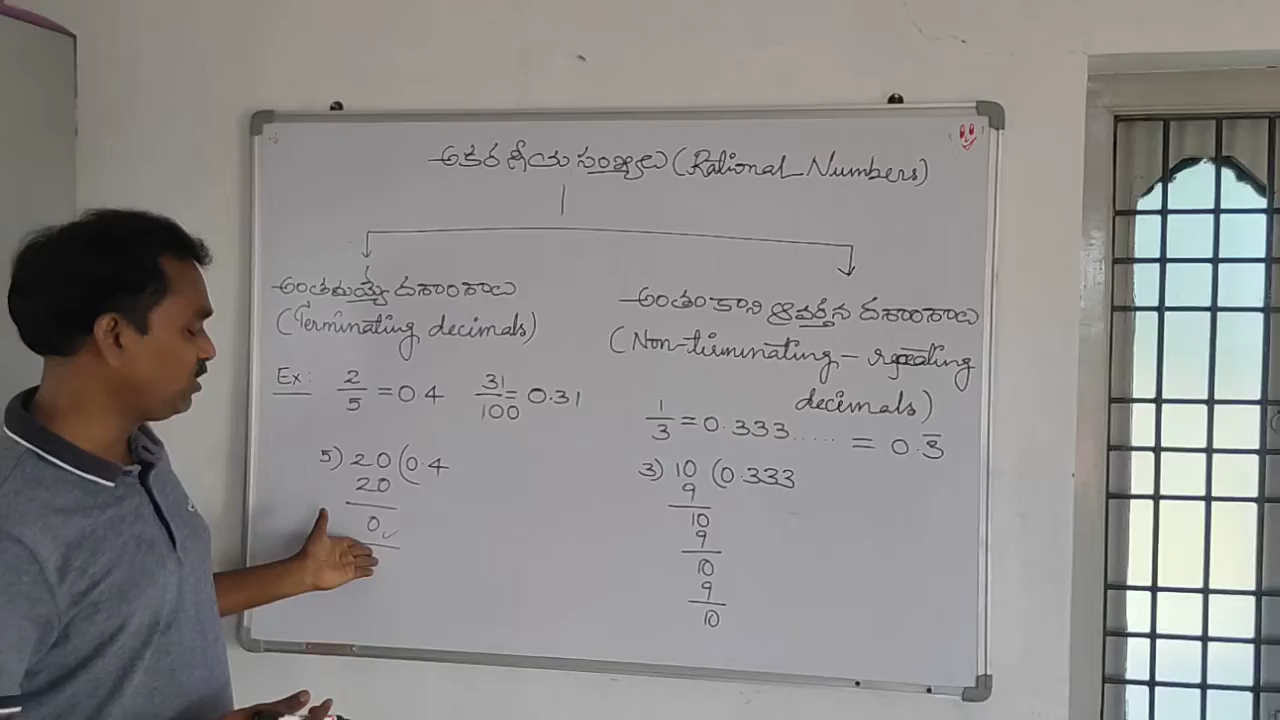 అకరణీయ సంఖ్యలు (Rational Numbers)
అంతమయ్యే దశాంశాలు
(Terminating decimals)
Ex: 2/5 = 0.4 31/100 = 0.31
5) 20 (0.4
20
0
అంతంకాని ఆవర్తన దశాంశాలు
(Non-terminating - repeating
decimals)
1/3 = 0.333..... = 0.3̅
3) 10 (0.333
9
10
9
10
9
10